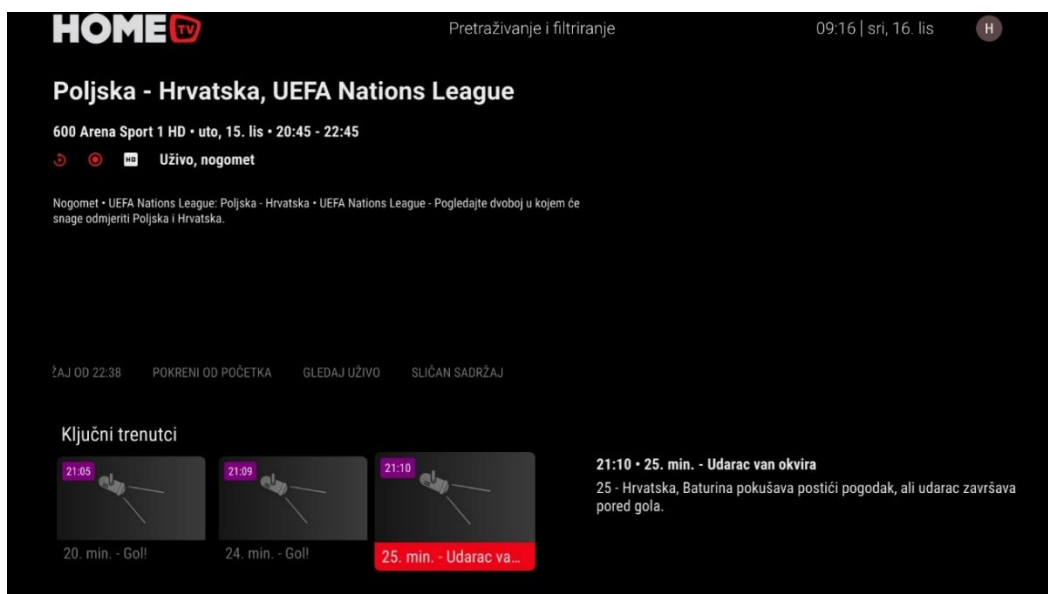 HOME TV
Pretraživanje i filtriranje
09:16 | sri, 16. lis
H
Poljska - Hrvatska, UEFA Nations League
600 Arena Sport 1 HD • uto, 15. lis • 20:45 - 22:45
HD Uživo, nogomet
Nogomet • UEFA Nations League: Poljska - Hrvatska • UEFA Nations League - Pogledajte dvoboj u kojem će
snage odmjeriti Poljska i Hrvatska.
ŽAJ OD 22:38 POKRENI OD POČETKA GLEDAJ UŽIVO SLIČAN SADRŽAJ
Ključni trenutci
21:05
20. min. - Gol!
21:09
24. min. - Gol!
21:10
25. min. - Udarac va...
21:10 • 25. min. - Udarac van okvira
25 - Hrvatska, Baturina pokušava postići pogodak, ali udarac završava
pored gola.